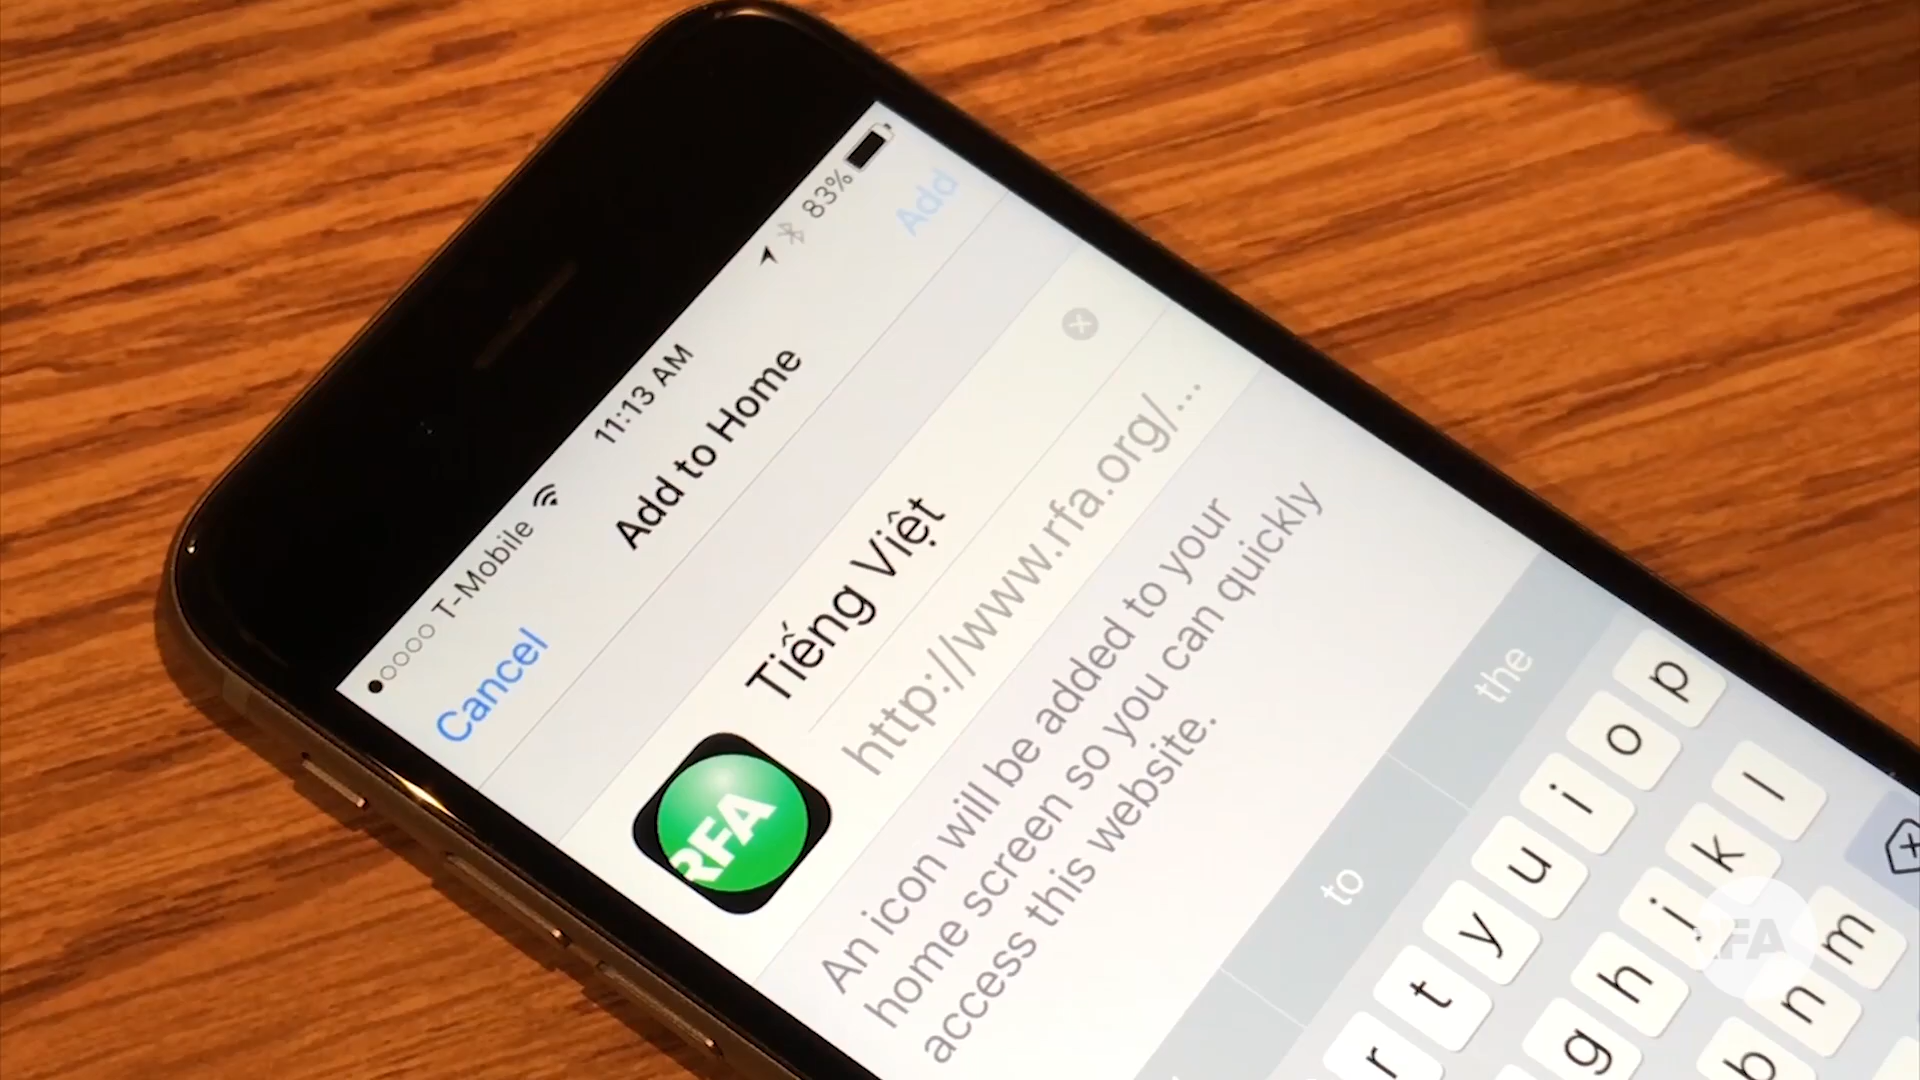 T-Mobile 11:13 AM 83%
Cancel Add to Home Add
RFA
Tiếng Việt
http://www.rfa.org/...
An icon will be added to your
home screen so you can quickly
access this website.
to the
r t y u i o p
g h j k l
b n m
RFA